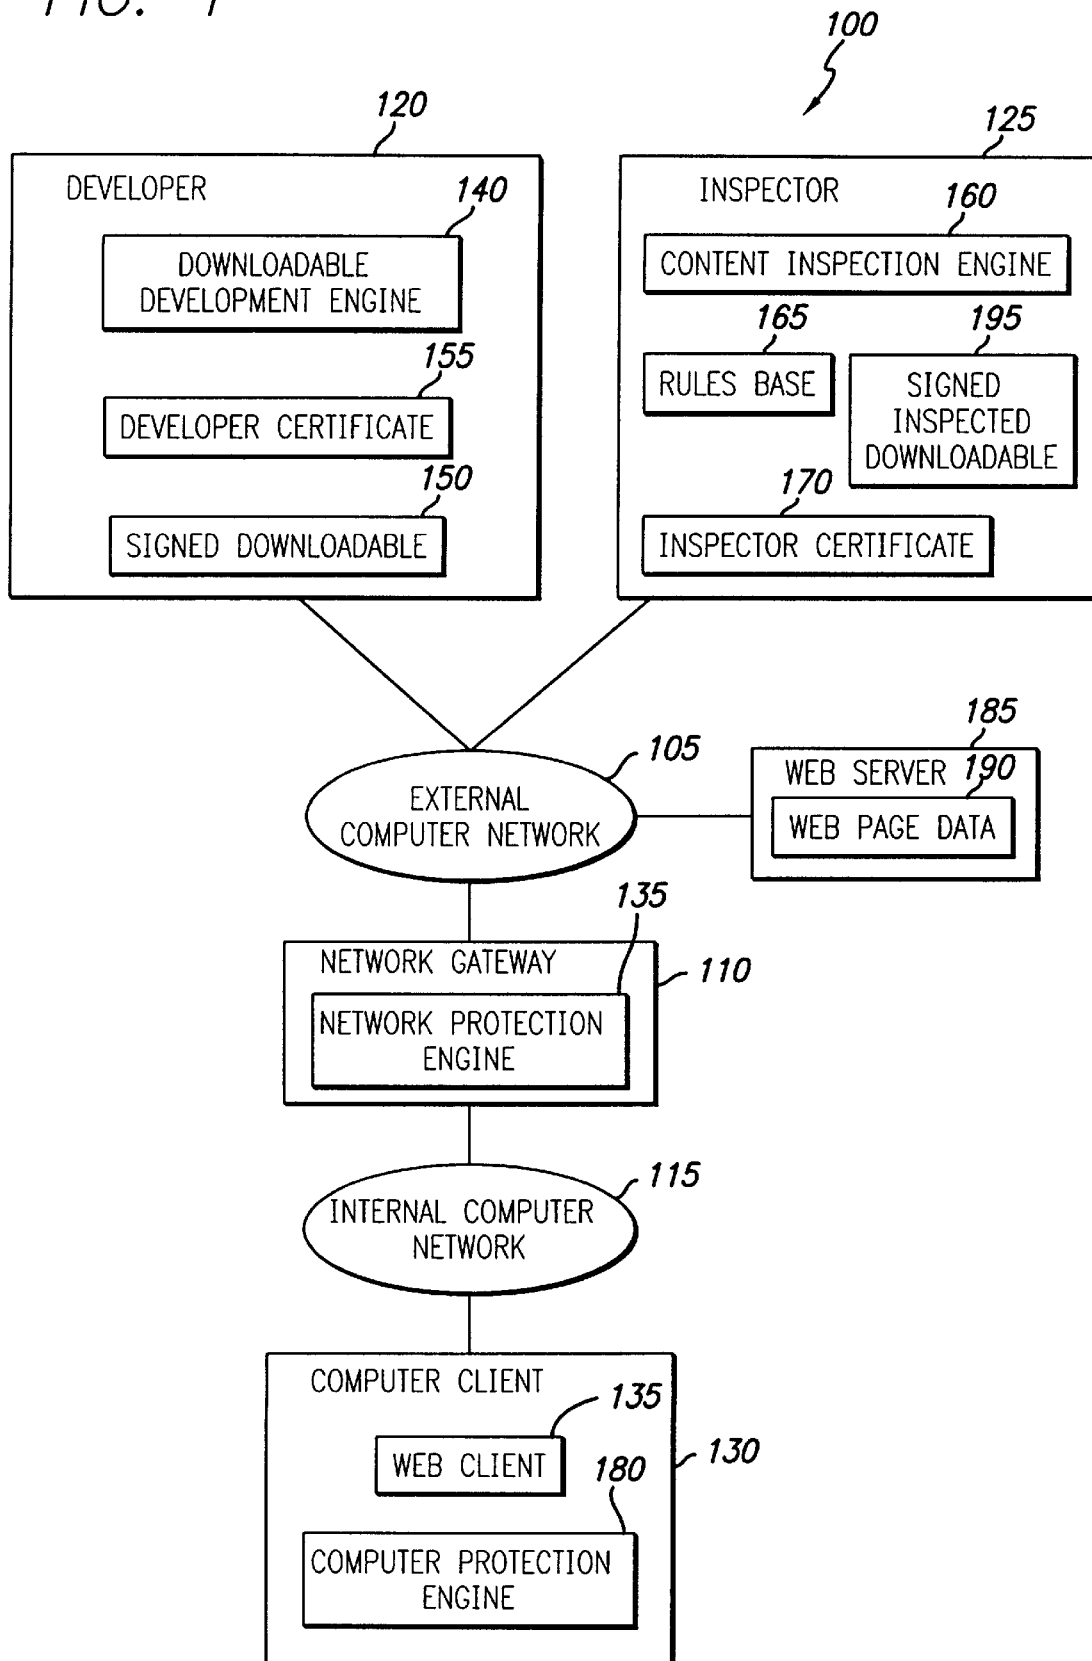 FIG. 1
100
120
125
DEVELOPER
140
DOWNLOADABLE
DEVELOPMENT ENGINE
155
DEVELOPER CERTIFICATE
150
SIGNED DOWNLOADABLE
INSPECTOR
160
CONTENT INSPECTION ENGINE
165
RULES BASE
195
SIGNED
INSPECTED
DOWNLOADABLE
170
INSPECTOR CERTIFICATE
105
EXTERNAL
COMPUTER NETWORK
185
WEB SERVER
190
WEB PAGE DATA
135
NETWORK GATEWAY
110
NETWORK PROTECTION
ENGINE
115
INTERNAL COMPUTER
NETWORK
COMPUTER CLIENT
135
WEB CLIENT
130
180
COMPUTER PROTECTION
ENGINE